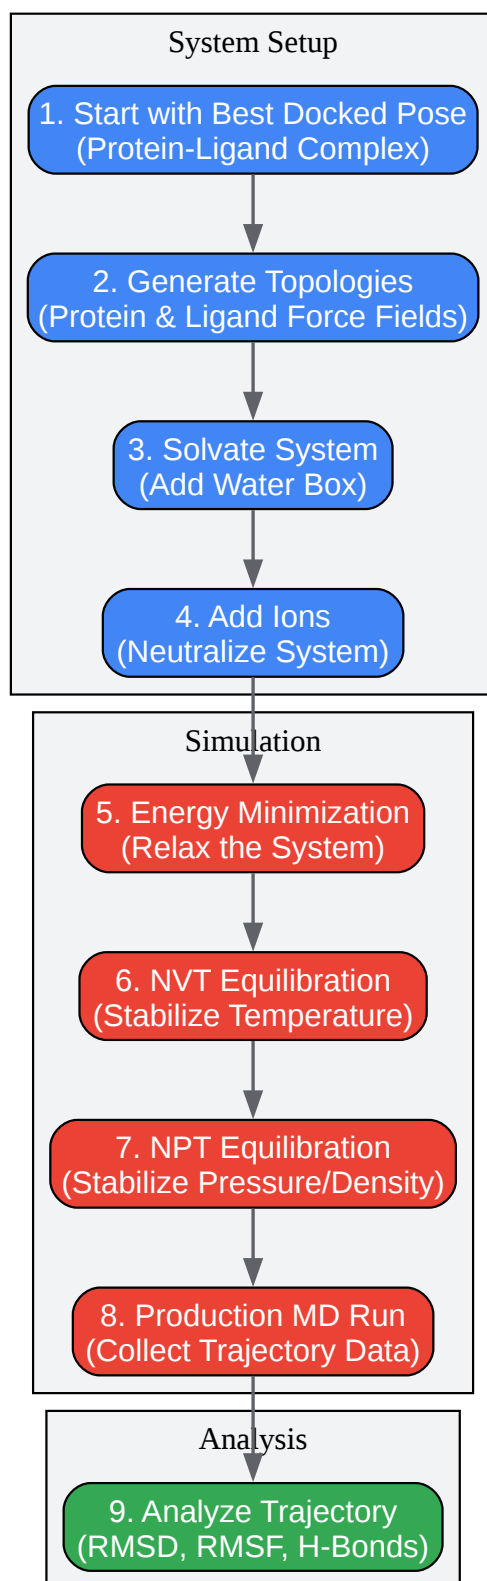 System Setup
1. Start with Best Docked Pose
(Protein-Ligand Complex)
2. Generate Topologies
(Protein & Ligand Force Fields)
3. Solvate System
(Add Water Box)
4. Add Ions
(Neutralize System)
Simulation
5. Energy Minimization
(Relax the System)
6. NVT Equilibration
(Stabilize Temperature)
7. NPT Equilibration
(Stabilize Pressure/Density)
8. Production MD Run
(Collect Trajectory Data)
Analysis
9. Analyze Trajectory
(RMSD, RMSF, H-Bonds)